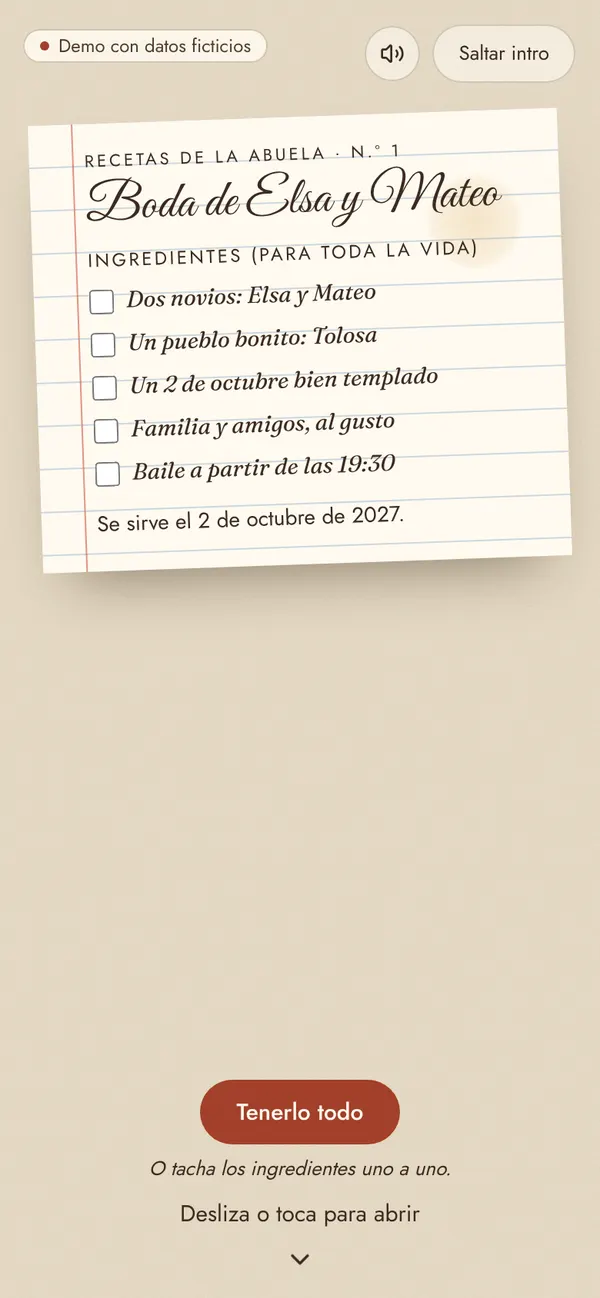 Demo con datos ficticios
Saltar intro
RECETAS DE LA ABUELA · N.º 1
Boda de Elsa y Mateo
INGREDIENTES (PARA TODA LA VIDA)
Dos novios: Elsa y Mateo
Un pueblo bonito: Tolosa
Un 2 de octubre bien templado
Familia y amigos, al gusto
Baile a partir de las 19:30
Se sirve el 2 de octubre de 2027.
Tenerlo todo
O tacha los ingredientes uno a uno.
Desliza o toca para abrir